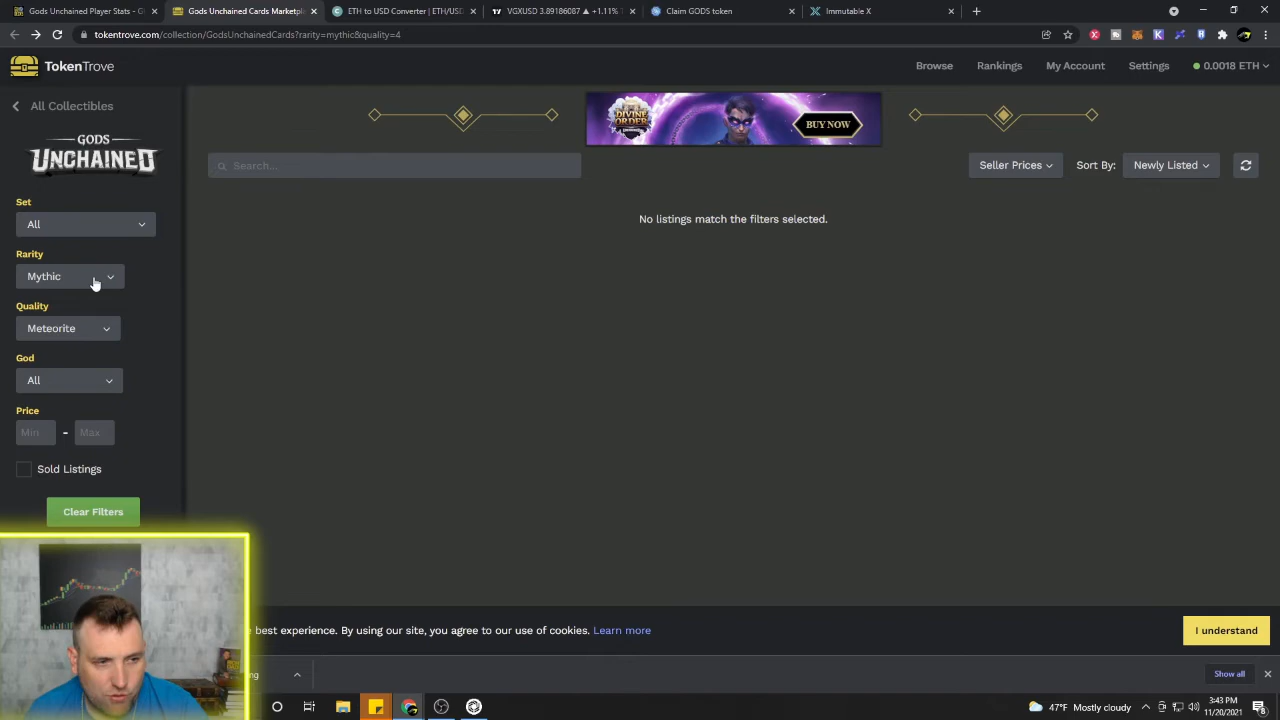 Gods Unchained Player Stats - G
Gods Unchained Cards Marketpl
ETH to USD Converter | ETH/USD
VGXUSD 3.89186087 ▲ +1.11%
Claim GODS token
Immutable X
tokentrove.com/collection/GodsUnchainedCards?rarity=mythic&quality=4
TokenTrove
Browse
Rankings
My Account
Settings
0.0018 ETH
All Collectibles
DIVINE
ORDER
BUY NOW
GODS
UNCHAINED
Search...
Seller Prices
Sort By:
Newly Listed
Set
All
No listings match the filters selected.
Rarity
Mythic
Quality
Meteorite
God
All
Price
Min
-
Max
Sold Listings
Clear Filters
e best experience. By using our site, you agree to our use of cookies. Learn more
I understand
ng
Show all
47°F Mostly cloudy
3:43 PM
11/20/2021